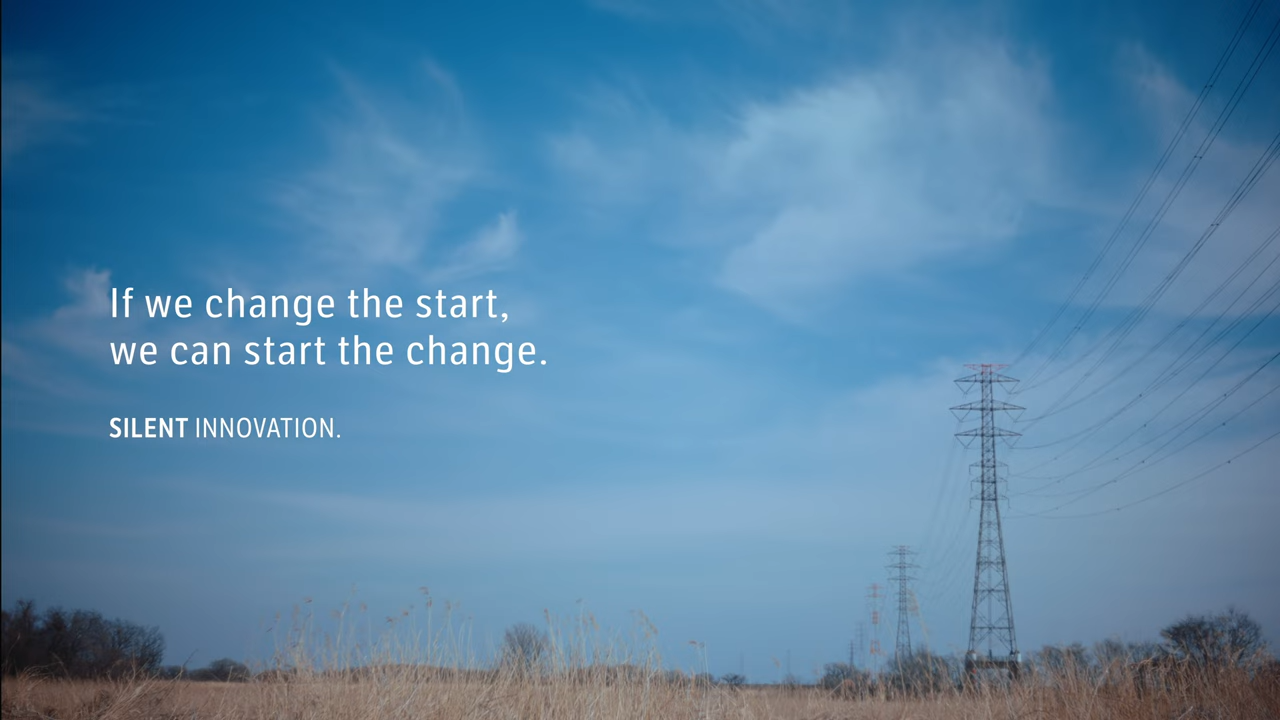 If we change the start,
we can start the change.
SILENT INNOVATION.